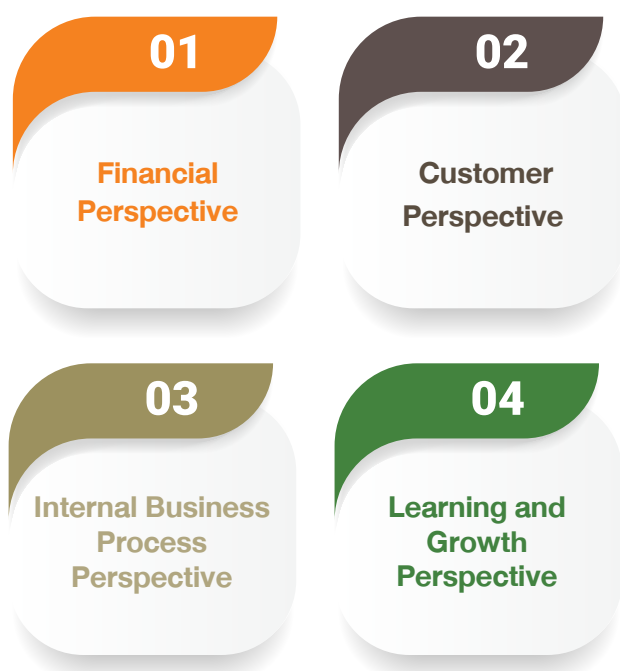 01
Financial
Perspective
02
Customer
Perspective
03
Internal Business
Process
Perspective
04
Learning and
Growth
Perspective